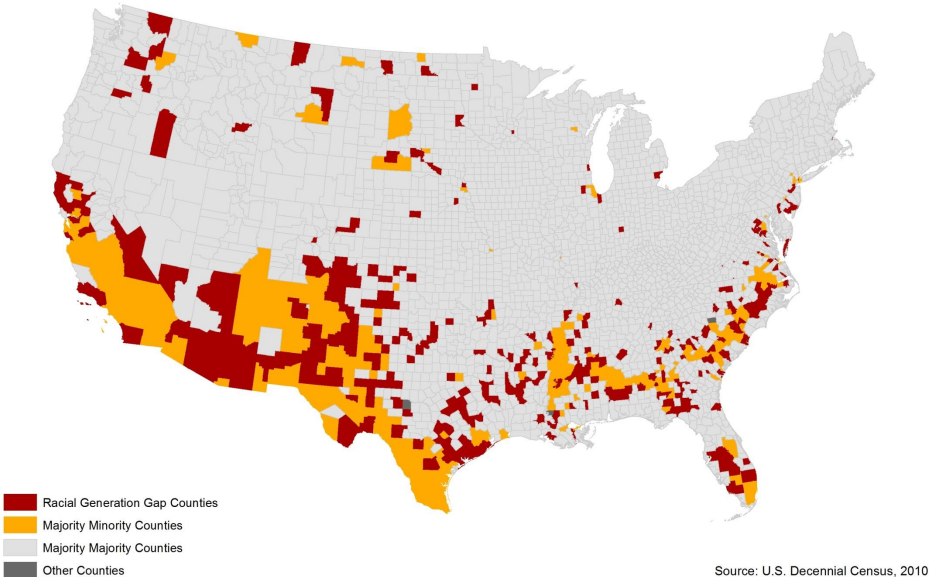 Racial Generation Gap Counties
Majority Minority Counties
Majority Majority Counties
Other Counties
Source: U.S. Decennial Census, 2010